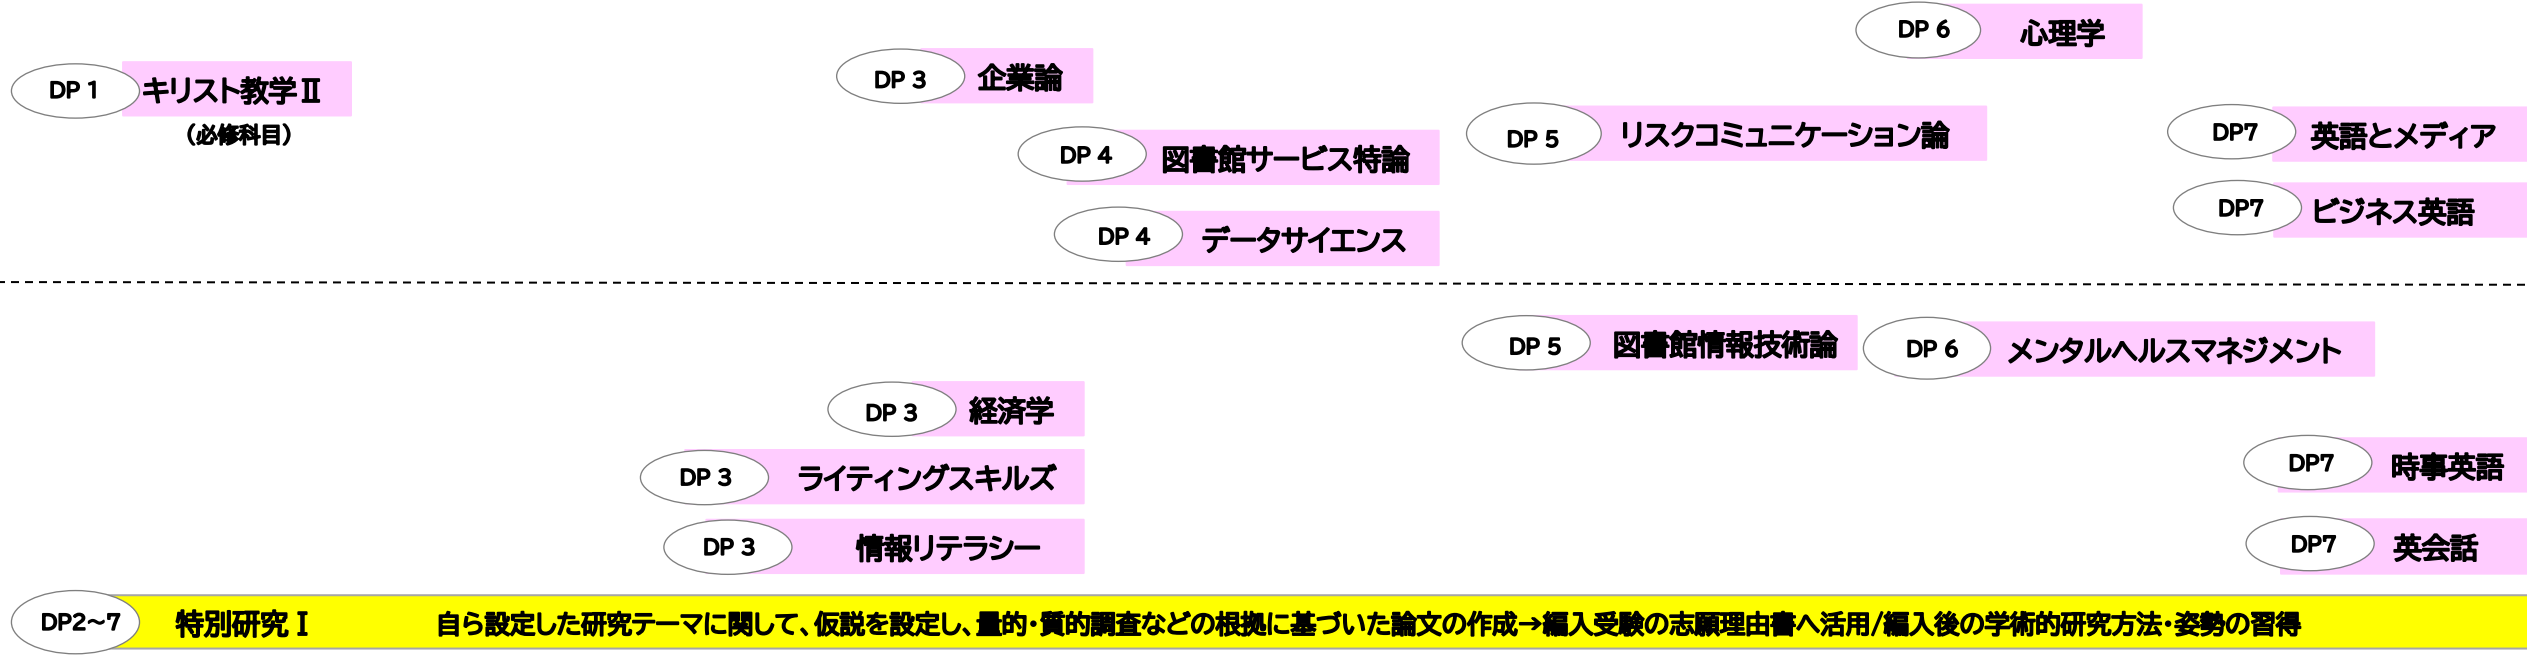 DP 6 心理学
DP 1 キリスト教学Ⅱ
（必修科目）
DP 3 企業論
DP 4 図書館サービス特論
DP 5 リスクコミュニケーション論
DP7 英語とメディア
DP 4 データサイエンス
DP7 ビジネス英語
DP 5 図書館情報技術論
DP 6 メンタルヘルスマネジメント
DP 3 経済学
DP 3 ライティングスキルズ
DP7 時事英語
DP 3 情報リテラシー
DP7 英会話
DP2～7 特別研究Ⅰ 自ら設定した研究テーマに関して、仮説を設定し、量的・質的調査などの根拠に基づいた論文の作成→編入受験の志願理由書へ活用/編入後の学術的研究方法・姿勢の習得